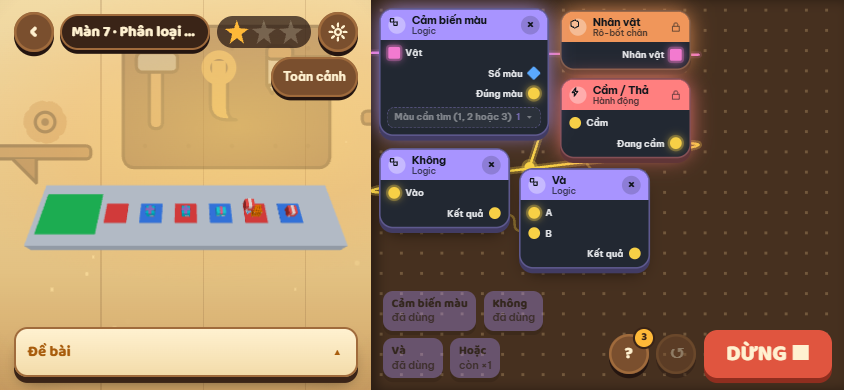 Màn 7 · Phân loại ...
Toàn cảnh
Đề bài
Cảm biến màu
Logic
Vật
Số màu
Đúng màu
Màu cần tìm (1, 2 hoặc 3) 1
Nhân vật
Rô-bốt chân
Nhân vật
Cầm / Thả
Hành động
Cầm
Đang cầm
Không
Logic
Vào
Kết quả
Và
Logic
A
B
Kết quả
Cảm biến màu
đã dùng
Không
đã dùng
Và
đã dùng
Hoặc
còn ×1
?
3
DỪNG